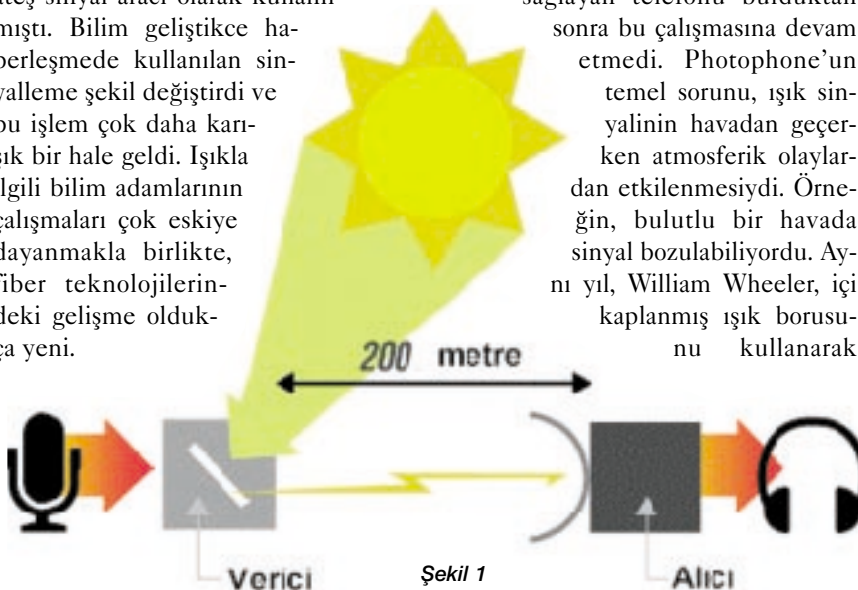 ateş sinyal aracı olarak kullanıl-
mıştı. Bilim geliştikce ha-
berleşmede kullanılan sin-
yalleme şekil değiştirdi ve
bu işlem çok daha karı-
şık bir hale geldi. Işıkla
ilgili bilim adamlarının
çalışmaları çok eskiye
dayanmakla birlikte,
fiber teknolojilerin-
deki gelişme olduk-
ça yeni.
sağlayan telefonu bulduktan
sonra bu çalışmasına devam
etmedi. Photophone’un
temel sorunu, ışık sin-
yalinin havadan geçer-
ken atmosferik olaylar-
dan etkilenmesiydi. Örne-
ğin, bulutlu bir havada
sinyal bozulabiliyordu. Ay-
nı yıl, William Wheeler, içi
kaplanmış ışık borusu-
nu kullanarak
200 metre
Verici
Şekil 1
Alıcı